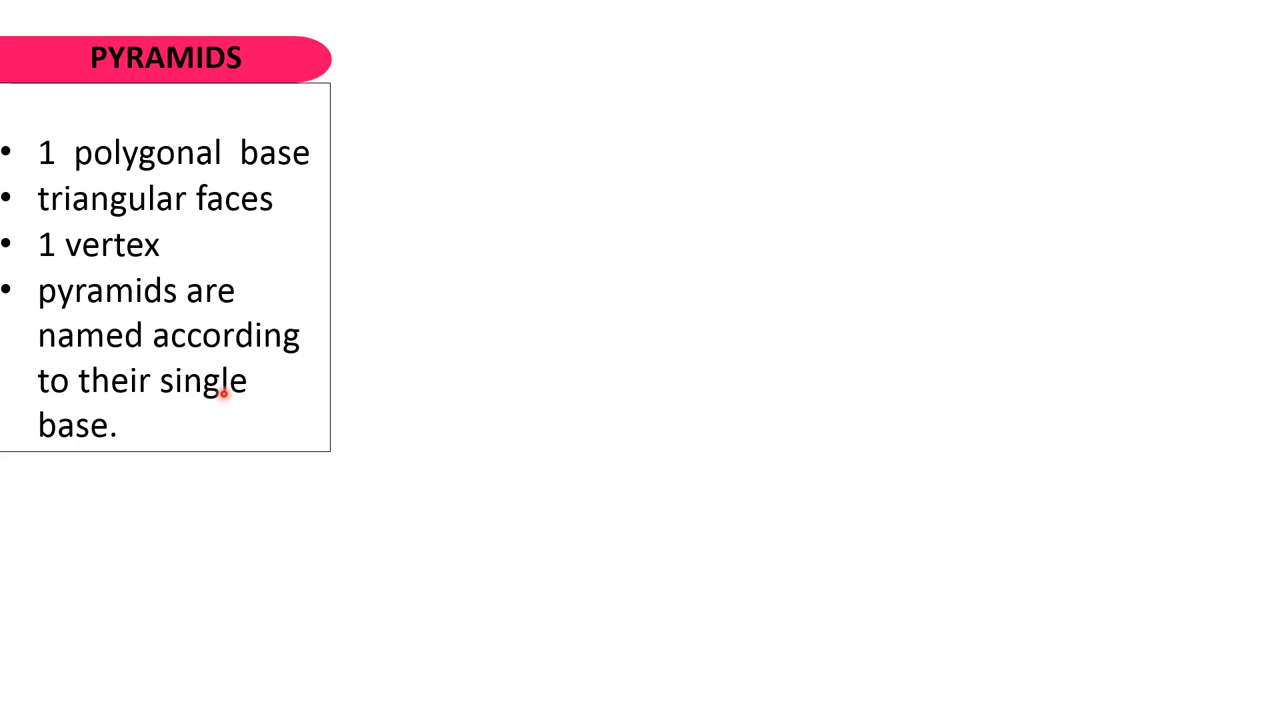 PYRAMIDS
• 1 polygonal base
• triangular faces
• 1 vertex
• pyramids are
named according
to their single
base.